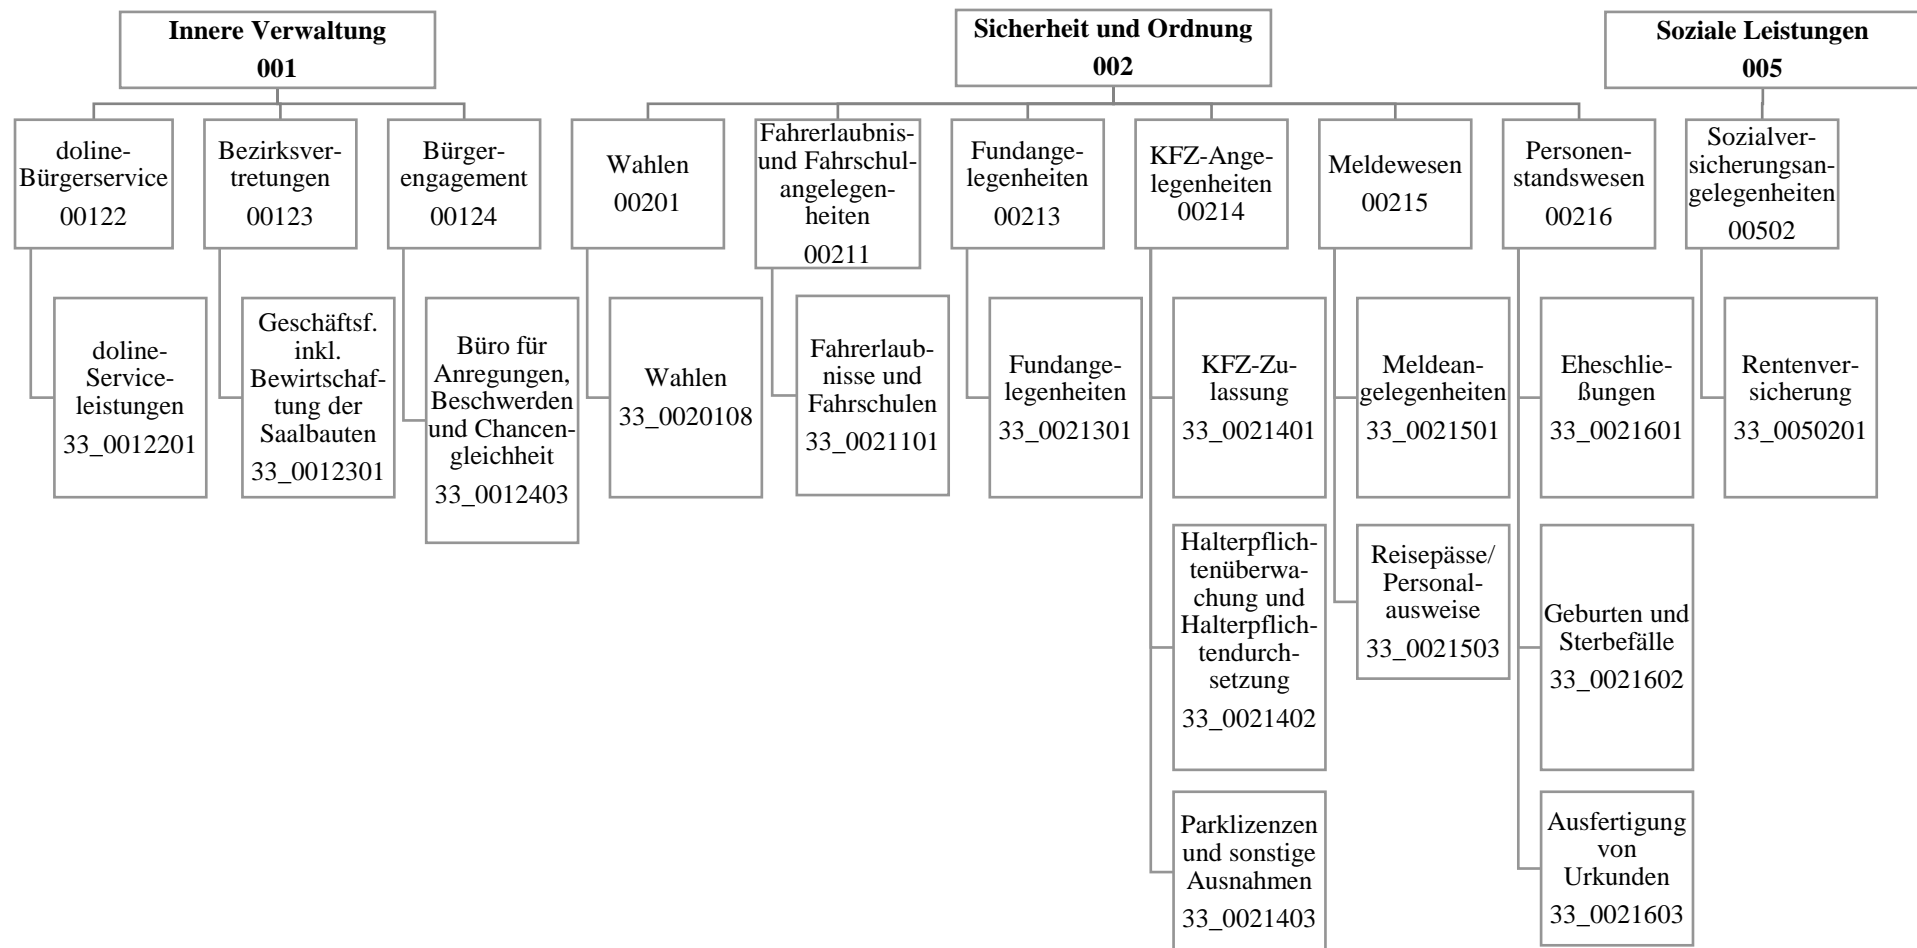 Innere Verwaltung
001
Sicherheit und Ordnung
002
Soziale Leistungen
005
doline-
Bürgerservice
00122
Bezirksver-
tretungen
00123
Bürger-
engagement
00124
Wahlen
00201
Fahrerlaubnis-
und Fahrschul-
angelegen-
heiten
00211
Fundange-
legenheiten
00213
KFZ-Ange-
legenheiten
00214
Meldewesen
00215
Personen-
standswesen
00216
Sozialver-
sicherungsan-
gelegenheiten
00502
doline-
Service-
leistungen
33_0012201
Geschäftsf.
inkl.
Bewirtschaf-
tung der
Saalbauten
33_0012301
Büro für
Anregungen,
Beschwerden
und Chancen-
gleichheit
33_0012403
Wahlen
33_0020108
Fahrerlaub-
nisse und
Fahrschulen
33_0021101
Fundange-
legenheiten
33_0021301
KFZ-Zu-
lassung
33_0021401
Meldean-
gelegenheiten
33_0021501
Eheschlie-
ßungen
33_0021601
Rentenver-
sicherung
33_0050201
Halterpflich-
tenüberwa-
chung und
Halterpflich-
tendurch-
setzung
33_0021402
Reisepässe/
Personal-
ausweise
33_0021503
Geburten und
Sterbefälle
33_0021602
Parklizenzen
und sonstige
Ausnahmen
33_0021403
Ausfertigung
von
Urkunden
33_0021603